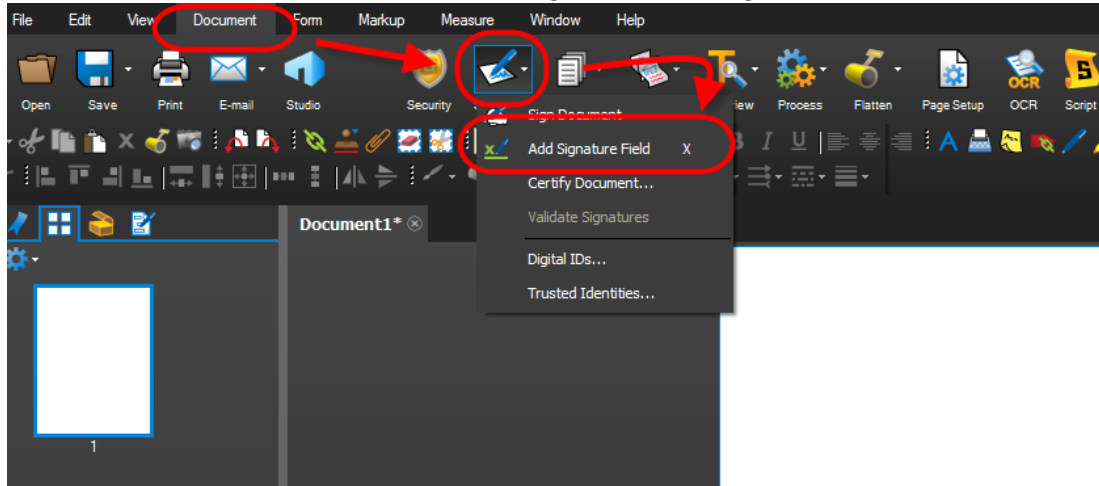 File Edit View Document Form Markup Measure Window Help
Open Save Print E-mail Studio Security Process Flatten Page Setup OCR Script
OCR
Sign Document
Add Signature Field X
Certify Document...
Validate Signatures
Digital IDs...
Trusted Identities...
B I U A
Document1*
1